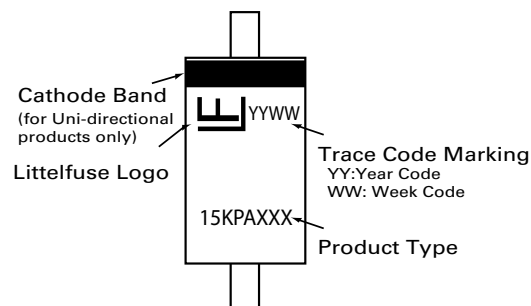 Cathode Band
(for Uni-directional
products only)
Littelfuse Logo
YYWW
Trace Code Marking
YY:Year Code
WW: Week Code
15KPAXXX
Product Type